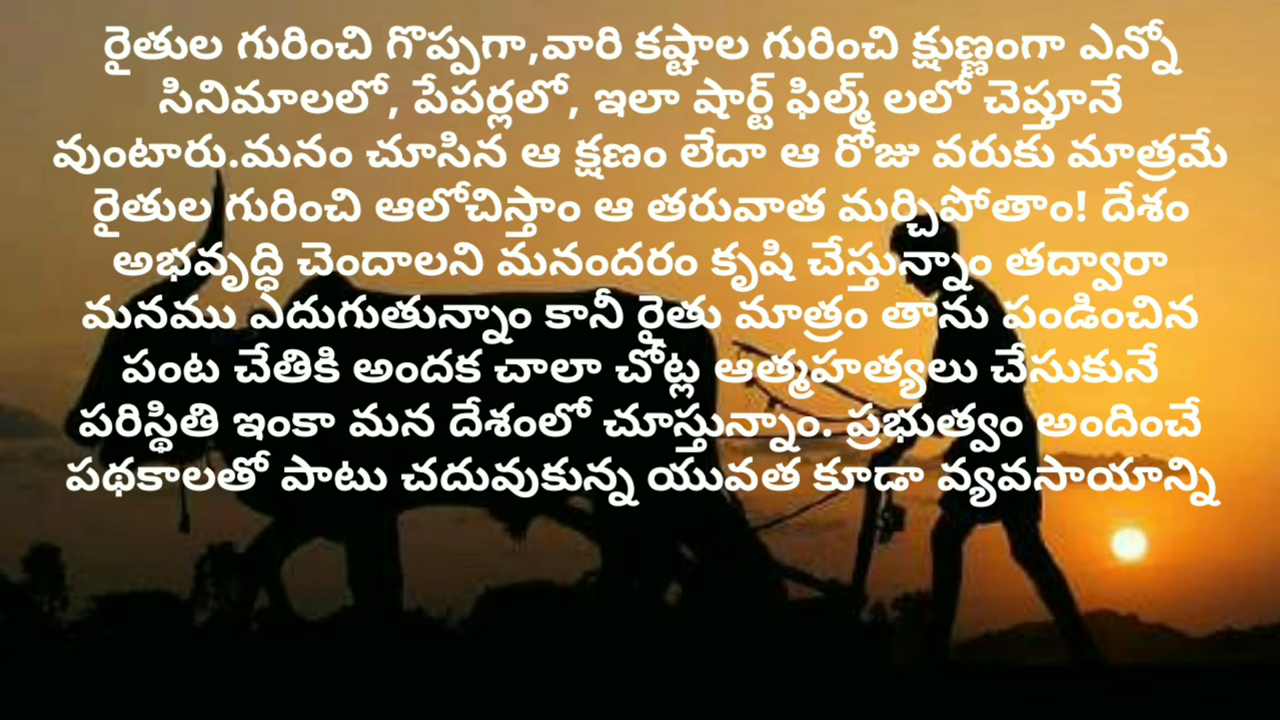 రైతుల గురించి గొప్పగా,వారి కష్టాల గురించి క్షుణ్ణంగా ఎన్నో
సినిమాలలో, పేపర్లలో, ఇలా షార్ట్ ఫిల్మ్ లలో చెప్తూనే
వుంటారు.మనం చూసిన ఆ క్షణం లేదా ఆ రోజు వరుకు మాత్రమే
రైతుల గురించి ఆలోచిస్తాం ఆ తరువాత మర్చిపోతాం! దేశం
అభవృద్ధి చెందాలని మనందరం కృషి చేస్తున్నాం తద్వారా
మనము ఎదుగుతున్నాం కానీ రైతు మాత్రం తాను పండించిన
పంట చేతికి అందక చాలా చోట్ల ఆత్మహత్యలు చేసుకునే
పరిస్థితి ఇంకా మన దేశంలో చూస్తున్నాం. ప్రభుత్వం అందించే
పథకాలతో పాటు చదువుకున్న యువత కూడా వ్యవసాయాన్ని